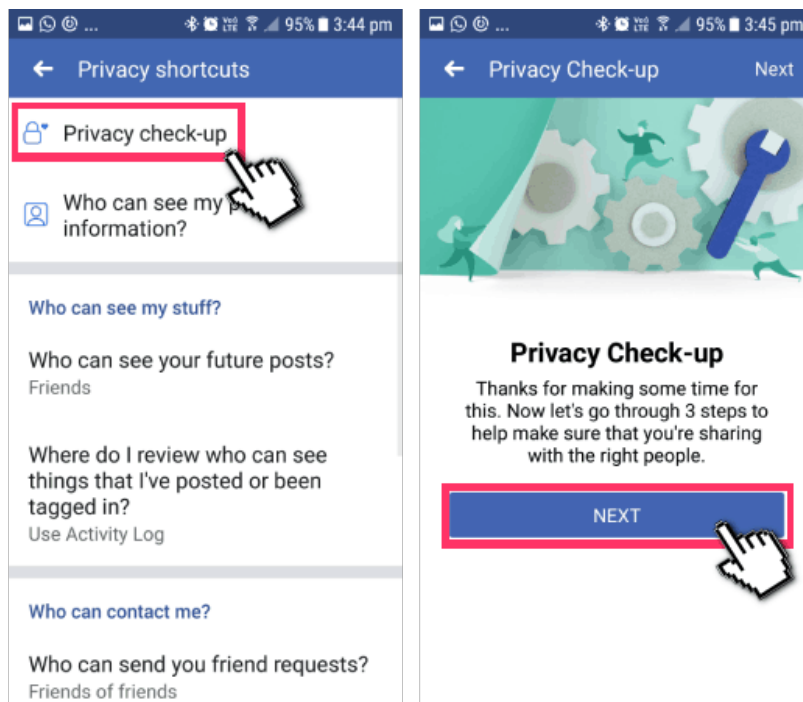 ... 95% 3:44 pm
Privacy shortcuts
Privacy check-up
Who can see my
information?
Who can see my stuff?
Who can see your future posts?
Friends
Where do I review who can see
things that I've posted or been
tagged in?
Use Activity Log
Who can contact me?
Who can send you friend requests?
Friends of friends
... VoO LTE 95% 3:45 pm
Privacy Check-up Next
Privacy Check-up
Thanks for making some time for
this. Now let's go through 3 steps to
help make sure that you're sharing
with the right people.
NEXT